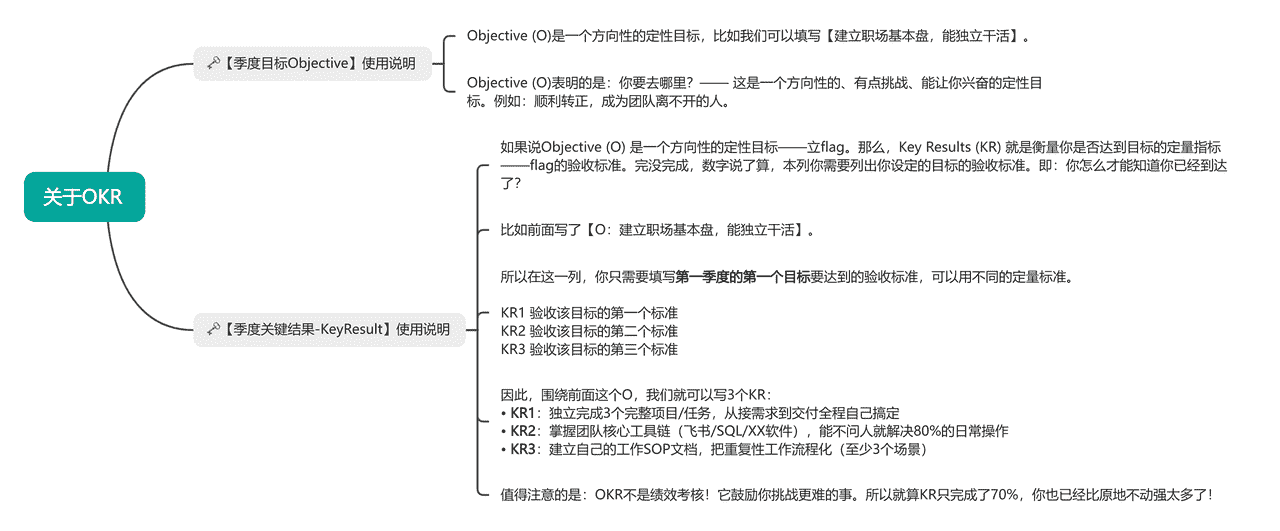 关于OKR
【季度目标Objective】使用说明
Objective (O)是一个方向性的定性目标，比如我们可以填写【建立职场基本盘，能独立干活】。
Objective (O)表明的是：你要去哪里？—— 这是一个方向性的、有点挑战、能让你兴奋的定性目
标。例如：顺利转正，成为团队离不开的人。
【季度关键结果-KeyResult】使用说明
如果说Objective (O) 是一个方向性的定性目标——立flag。那么，Key Results (KR) 就是衡量你是否达到目标的定量指标
——flag的验收标准。完没完成，数字说了算，本列你需要列出你设定的目标的验收标准。即：你怎么才能知道你已经到达
了？
比如前面写了【O：建立职场基本盘，能独立干活】。
所以在这一列，你只需要填写第一季度的第一个目标要达到的验收标准，可以用不同的定量标准。
KR1 验收该目标的第一个标准
KR2 验收该目标的第二个标准
KR3 验收该目标的第三个标准
因此，围绕前面这个O，我们就可以写3个KR：
• KR1：独立完成3个完整项目/任务，从接需求到交付全程自己搞定
• KR2：掌握团队核心工具链（飞书/SQL/XX软件），能不问人就解决80%的日常操作
• KR3：建立自己的工作SOP文档，把重复性工作流程化（至少3个场景）
值得注意的是：OKR不是绩效考核！它鼓励你挑战更难的事。所以就算KR只完成了70%，你也已经比原地不动强太多了！